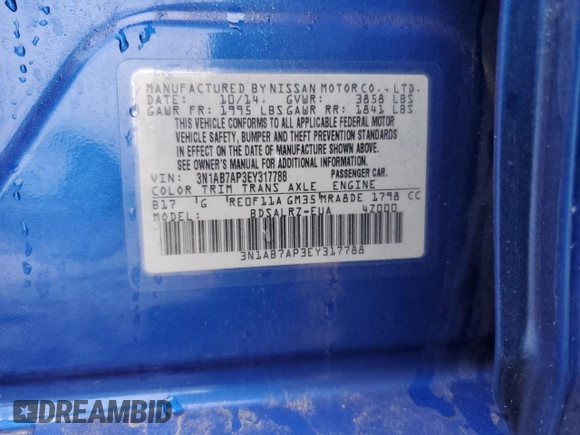 MANUFACTURED BY NISSAN MOTOR CO., LTD.
DATE: 10/14. GVWR: 3858 LBS
GAWR FR: 1995 LBS GAWR RR: 1841 LBS
THIS VEHICLE CONFORMS TO ALL APPLICABLE FEDERAL MOTOR
VEHICLE SAFETY, BUMPER AND THEFT PREVENTION STANDARDS
IN EFFECT ON THE DATE OF MANUFACTURE SHOWN ABOVE.
SEE OWNER'S MANUAL FOR ADDITIONAL INFORMATION.
VIN: 3N1AB7AP3EY317788 PASSENGER CAR.
COLOR TRIM TRANS AXLE ENGINE
B17 G RE0F11A GM35 MRA8DE 1798 CC
MODEL: BDSALRZ-EUA 4Z000
3N1AB7AP3EY317788
DREAMBID